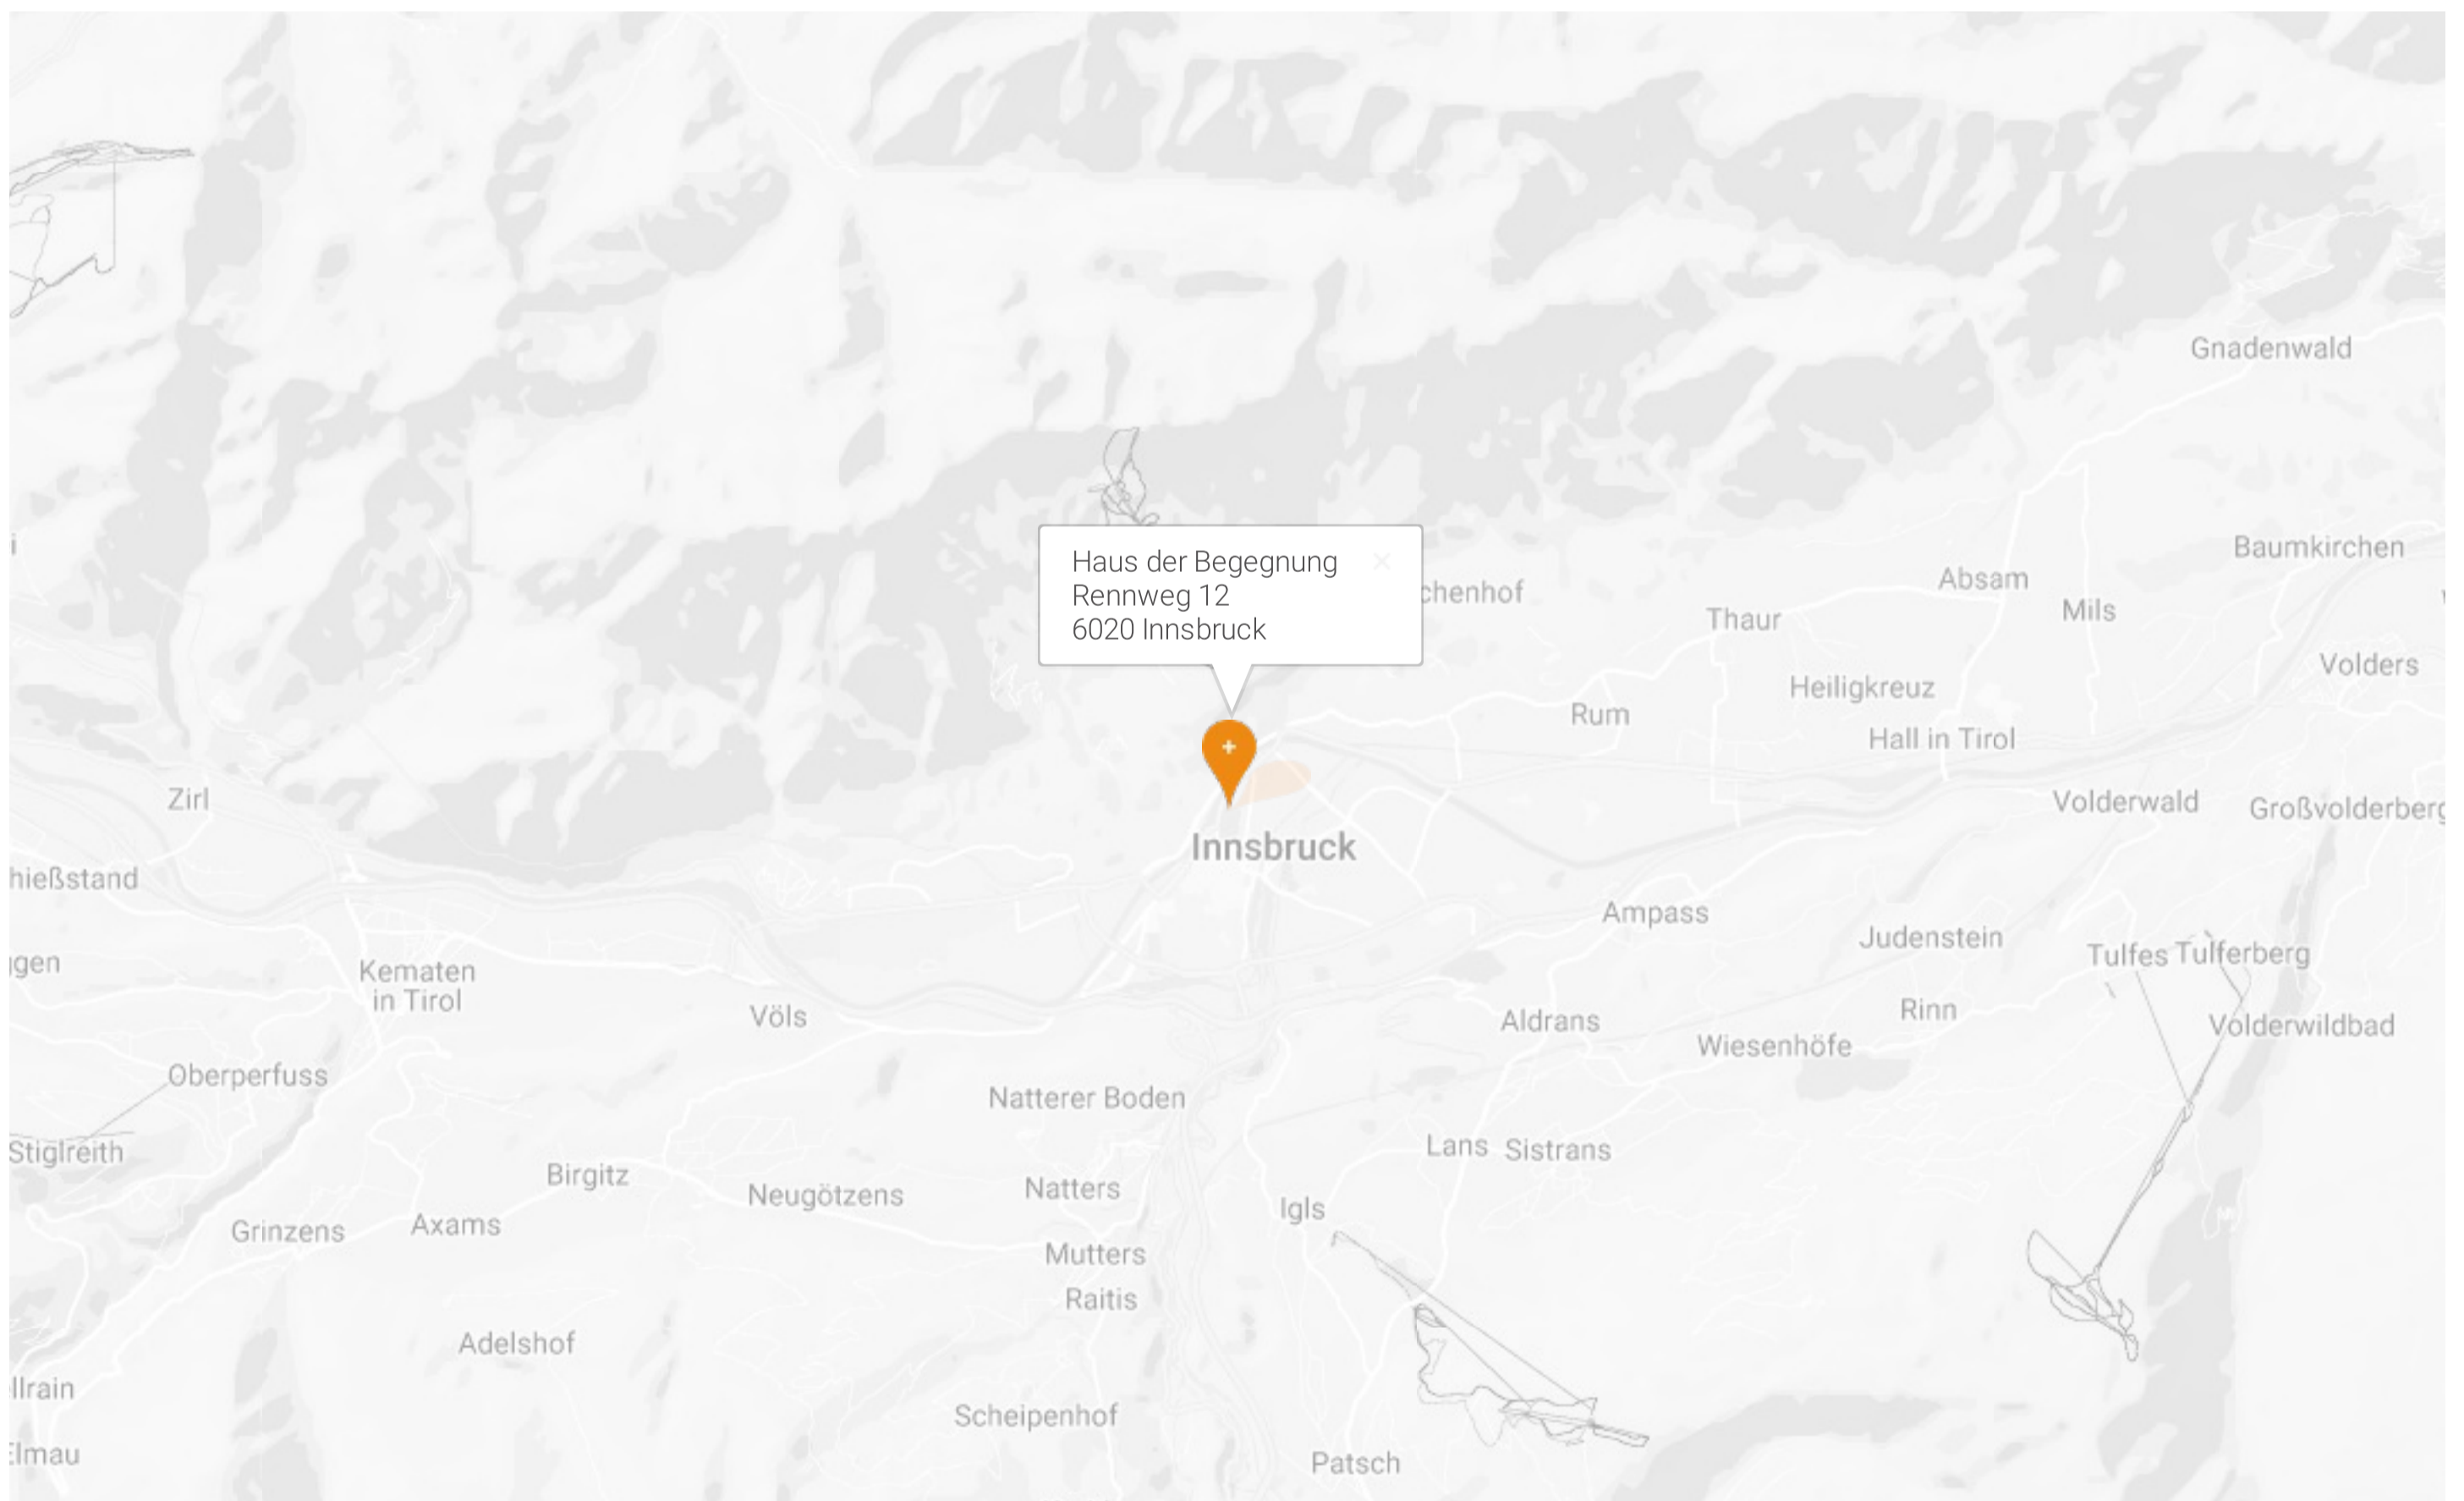 Gnadenwald
i
Baumkirchen
Haus der Begegnung
Rennweg 12
6020 Innsbruck
chenhof
Absam
Thaur
Mils
Volders
Heiligkreuz
Rum
Hall in Tirol
Zirl
Volderwald
Großvolderberg
Innsbruck
hießstand
Ampass
Judenstein
Tulfes
Tulferberg
gen
Kematen
in Tirol
Völs
Rinn
Aldrans
Volderwildbad
Wiesenhöfe
Oberperfuss
Natterer Boden
Stiglreith
Lans
Sistrans
Birgitz
Natters
Neugötzens
Igls
Axams
Grinzens
Mutters
Raitis
Adelshof
llrain
Scheipenhof
Elmau
Patsch